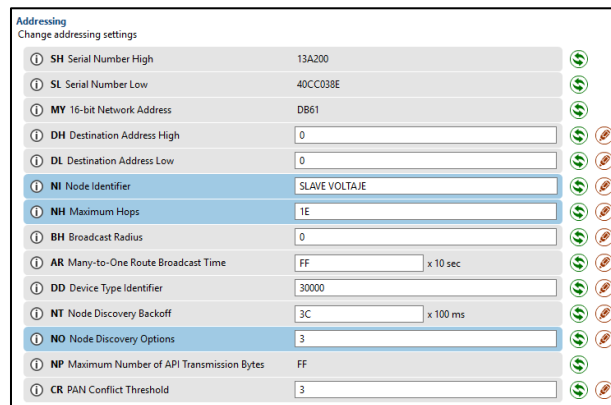 Addressing
Change addressing settings
SH Serial Number High 13A200
SL Serial Number Low 40CC038E
MY 16-bit Network Address DB61
DH Destination Address High 0
DL Destination Address Low 0
NI Node Identifier SLAVE VOLTAJE
NH Maximum Hops 1E
BH Broadcast Radius 0
AR Many-to-One Route Broadcast Time FF x 10 sec
DD Device Type Identifier 30000
NT Node Discovery Backoff 3C x 100 ms
NO Node Discovery Options 3
NP Maximum Number of API Transmission Bytes FF
CR PAN Conflict Threshold 3